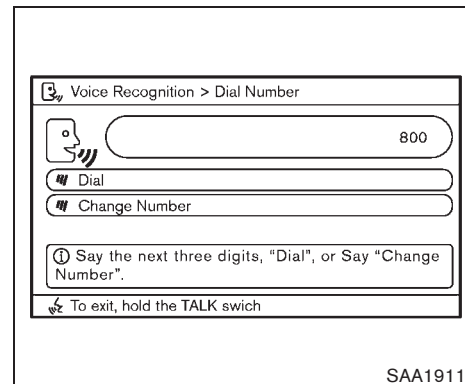 Voice Recognition > Dial Number
800
Dial
Change Number
ⓘ Say the next three digits, “Dial”, or Say “Change
Number”.
To exit, hold the TALK swich
SAA1911